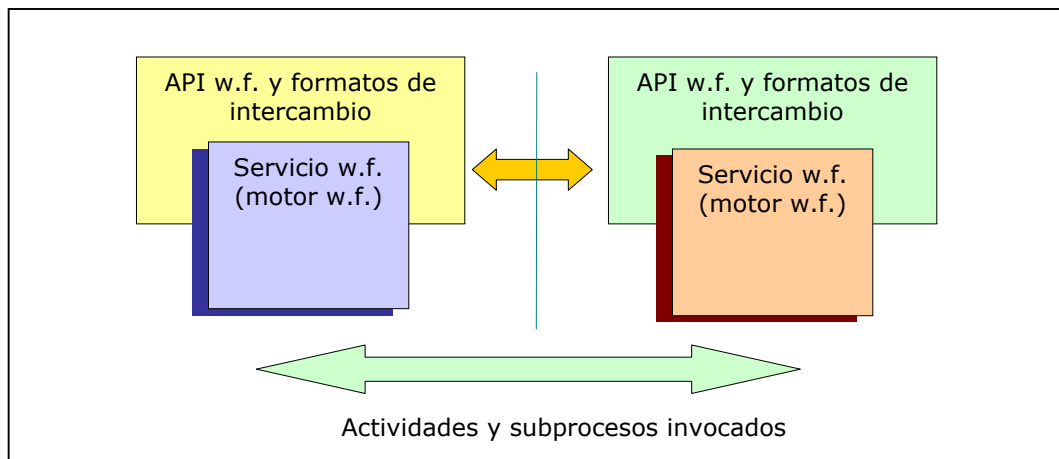 API w.f. y formatos de
intercambio
Servicio w.f.
(motor w.f.)
API w.f. y formatos de
intercambio
Servicio w.f.
(motor w.f.)
Actividades y subprocesos invocados